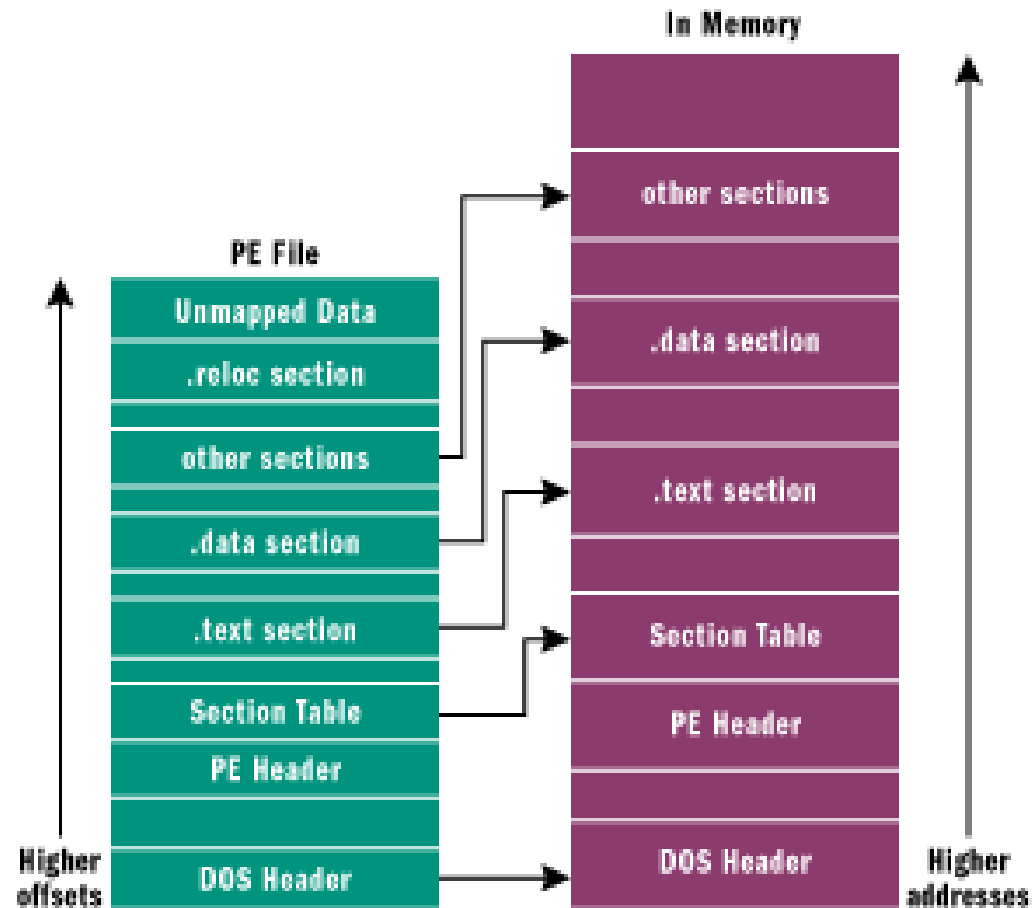 In Memory
other sections
.data section
.text section
Section Table
PE Header
DOS Header
Higher
addresses
PE File
Unmapped Data
.reloc section
other sections
.data section
.text section
Section Table
PE Header
DOS Header
Higher
offsets